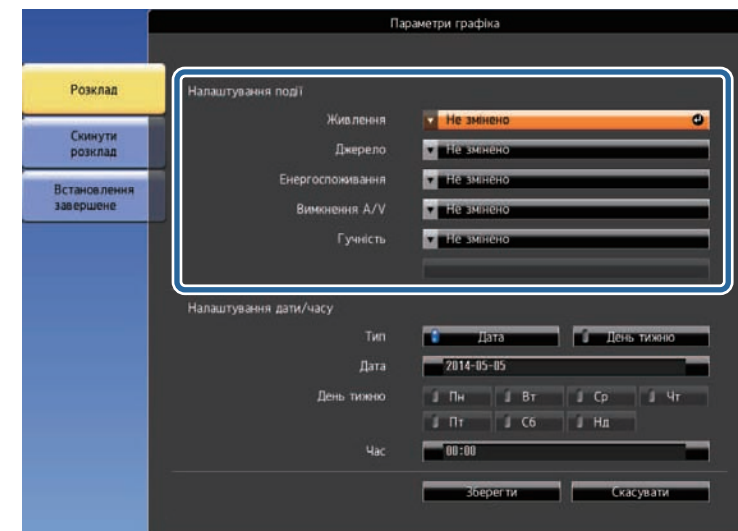 Параметри графіка
Розклад
Скинути
розклад
Встановлення
завершене
Налаштування події
Живлення Не змінено
Джерело Не змінено
Енергоспоживання Не змінено
Вимкнення A/V Не змінено
Гучність Не змінено
Налаштування дати/часу
Тип Дата День тижню
Дата 2014-05-05
День тижню Пн Вт Ср Чт
Пт Сб Нд
Час 00:00
Зберегти Скасувати